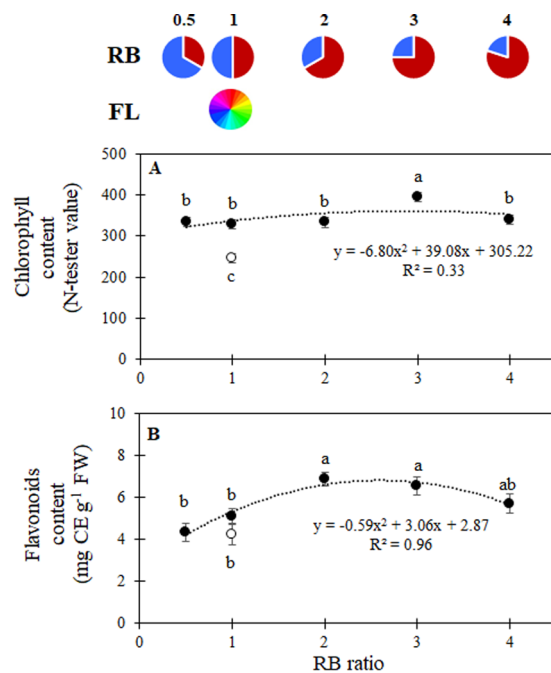 0.5 1 2 3 4
RB
FL
A
500
400
300
200
100
0
Chlorophyll
content
(N-tester value)
b b b a b
c
y = -6.80x² + 39.08x + 305.22
R² = 0.33
0 1 2 3 4
B
10
8
6
4
2
0
Flavonoids
content
(mg CE g⁻¹ FW)
b b a a ab
b
y = -0.59x² + 3.06x + 2.87
R² = 0.96
0 1 2 3 4
RB ratio